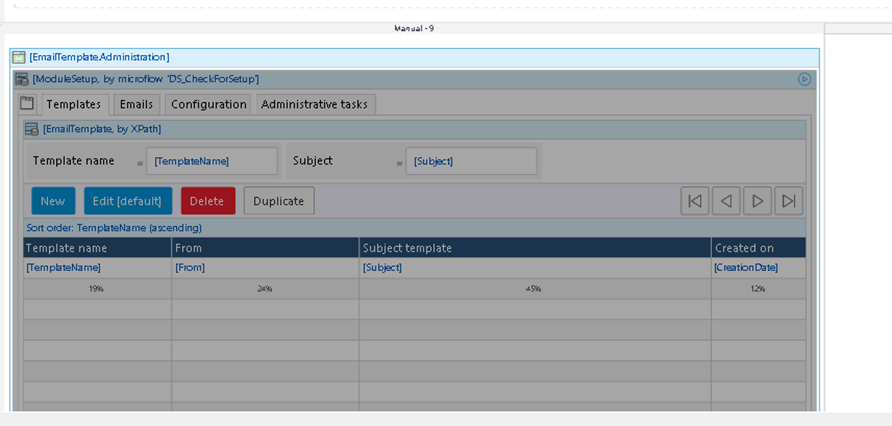 Manual - 9
[EmailTemplate.Administration]
[ModuleSetup, by microflow 'DS_CheckForSetup']
Templates Emails Configuration Administrative tasks
[EmailTemplate, by XPath]
Template name ≈ [TemplateName] Subject ≈ [Subject]
New Edit [default] Delete Duplicate
Sort order: TemplateName (ascending)
Template name From Subject template Created on
[TemplateName] [From] [Subject] [CreationDate]
19% 24% 45% 12%